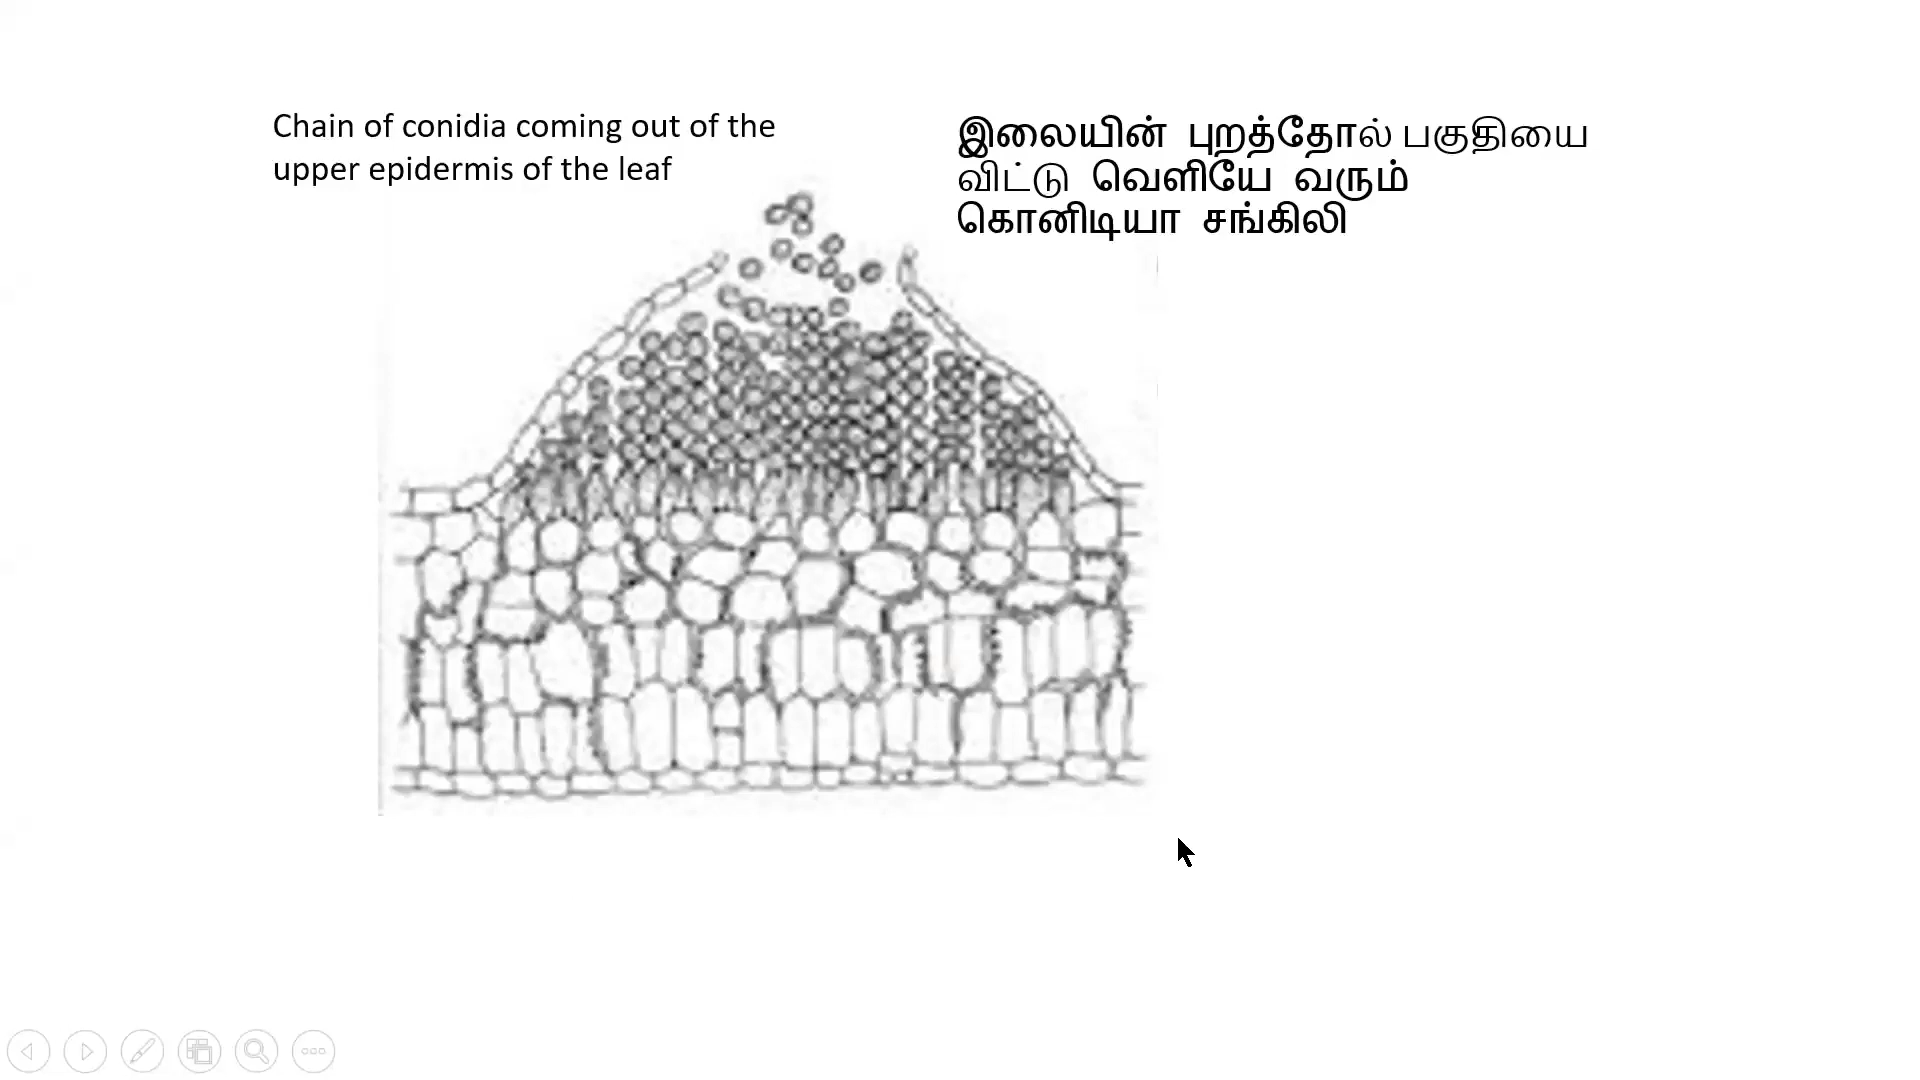 Chain of conidia coming out of the
upper epidermis of the leaf
இலையின் புறத்தோல் பகுதியை
விட்டு வெளியே வரும்
கொனிடியா சங்கிலி